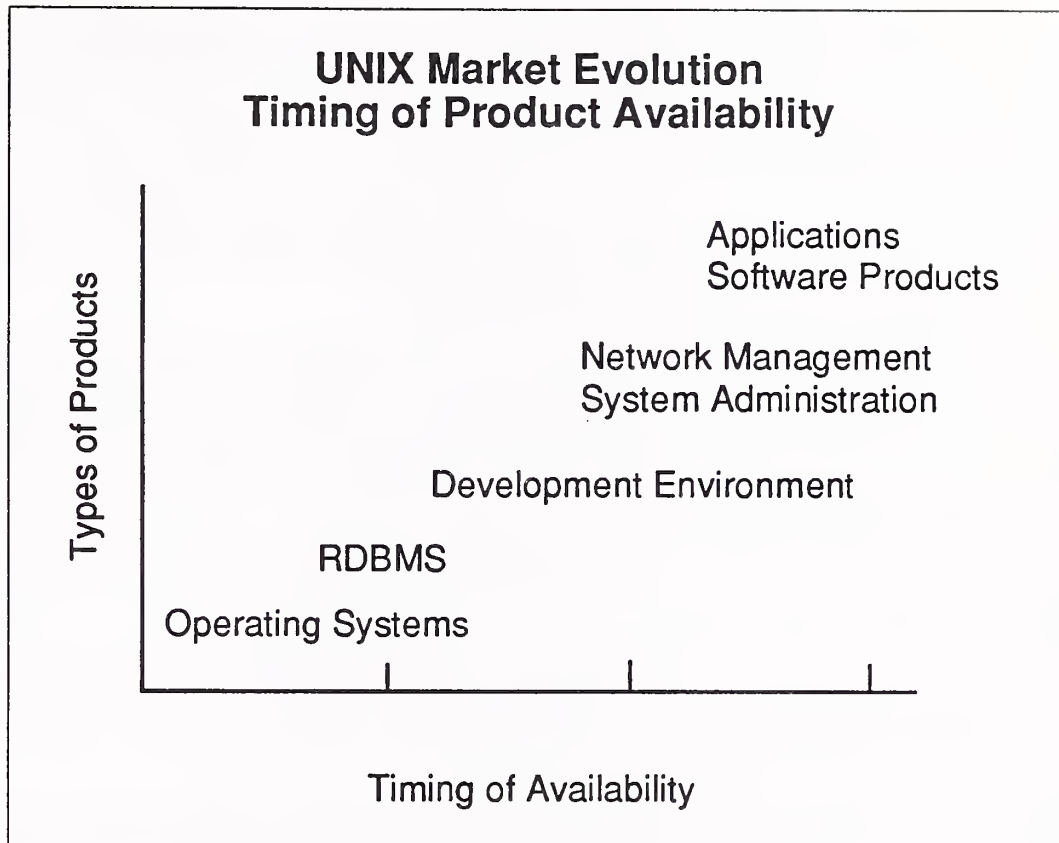 UNIX Market Evolution
Timing of Product Availability
Types of Products
Applications
Software Products
Network Management
System Administration
Development Environment
RDBMS
Operating Systems
Timing of Availability